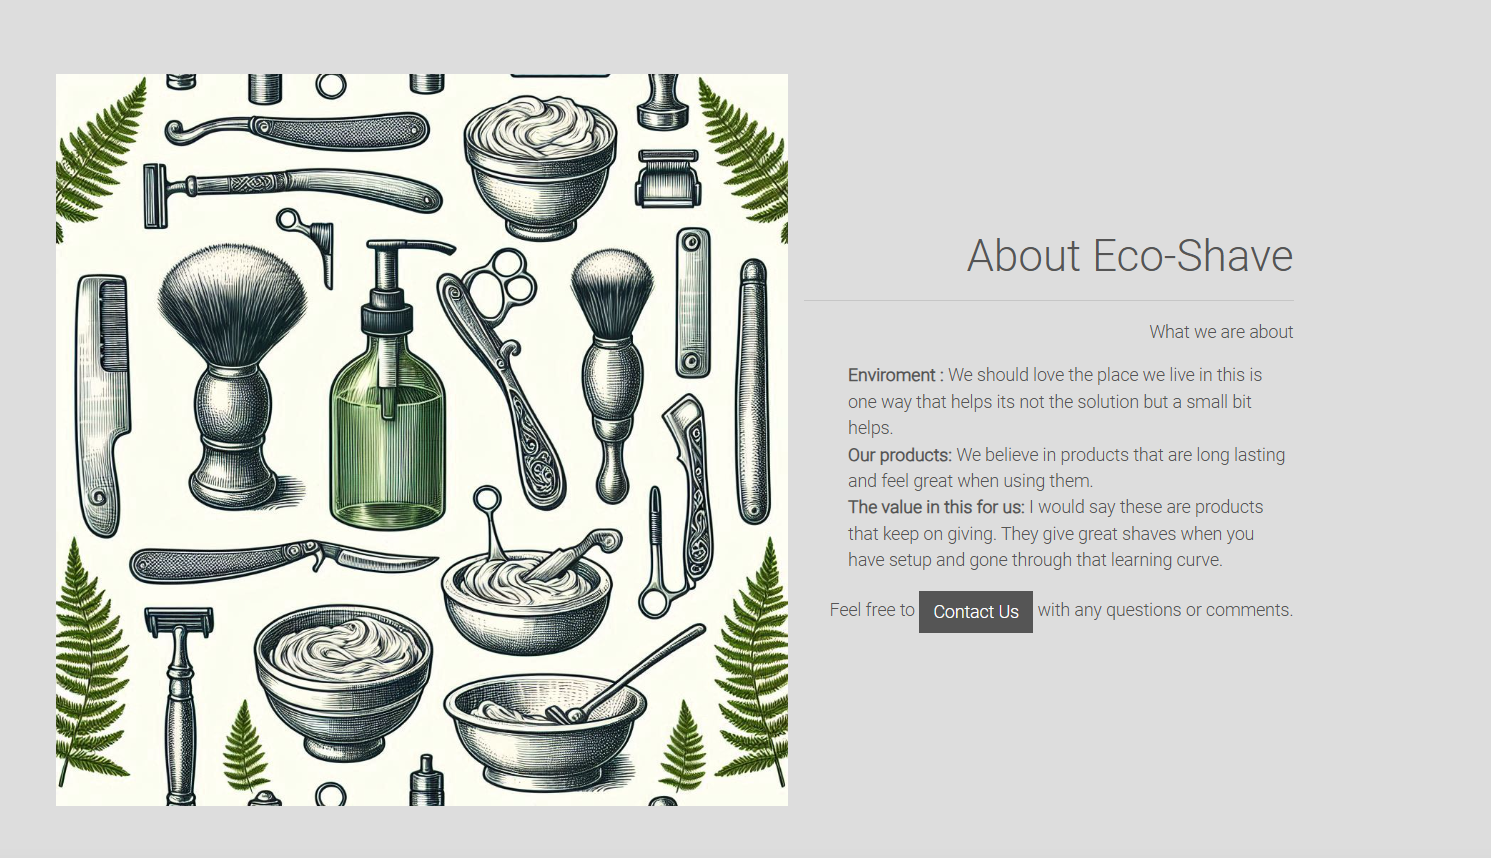 About Eco-Shave
What we are about
Enviroment : We should love the place we live in this is
one way that helps its not the solution but a small bit
helps.
Our products: We believe in products that are long lasting
and feel great when using them.
The value in this for us: I would say these are products
that keep on giving. They give great shaves when you
have setup and gone through that learning curve.
Feel free to Contact Us with any questions or comments.